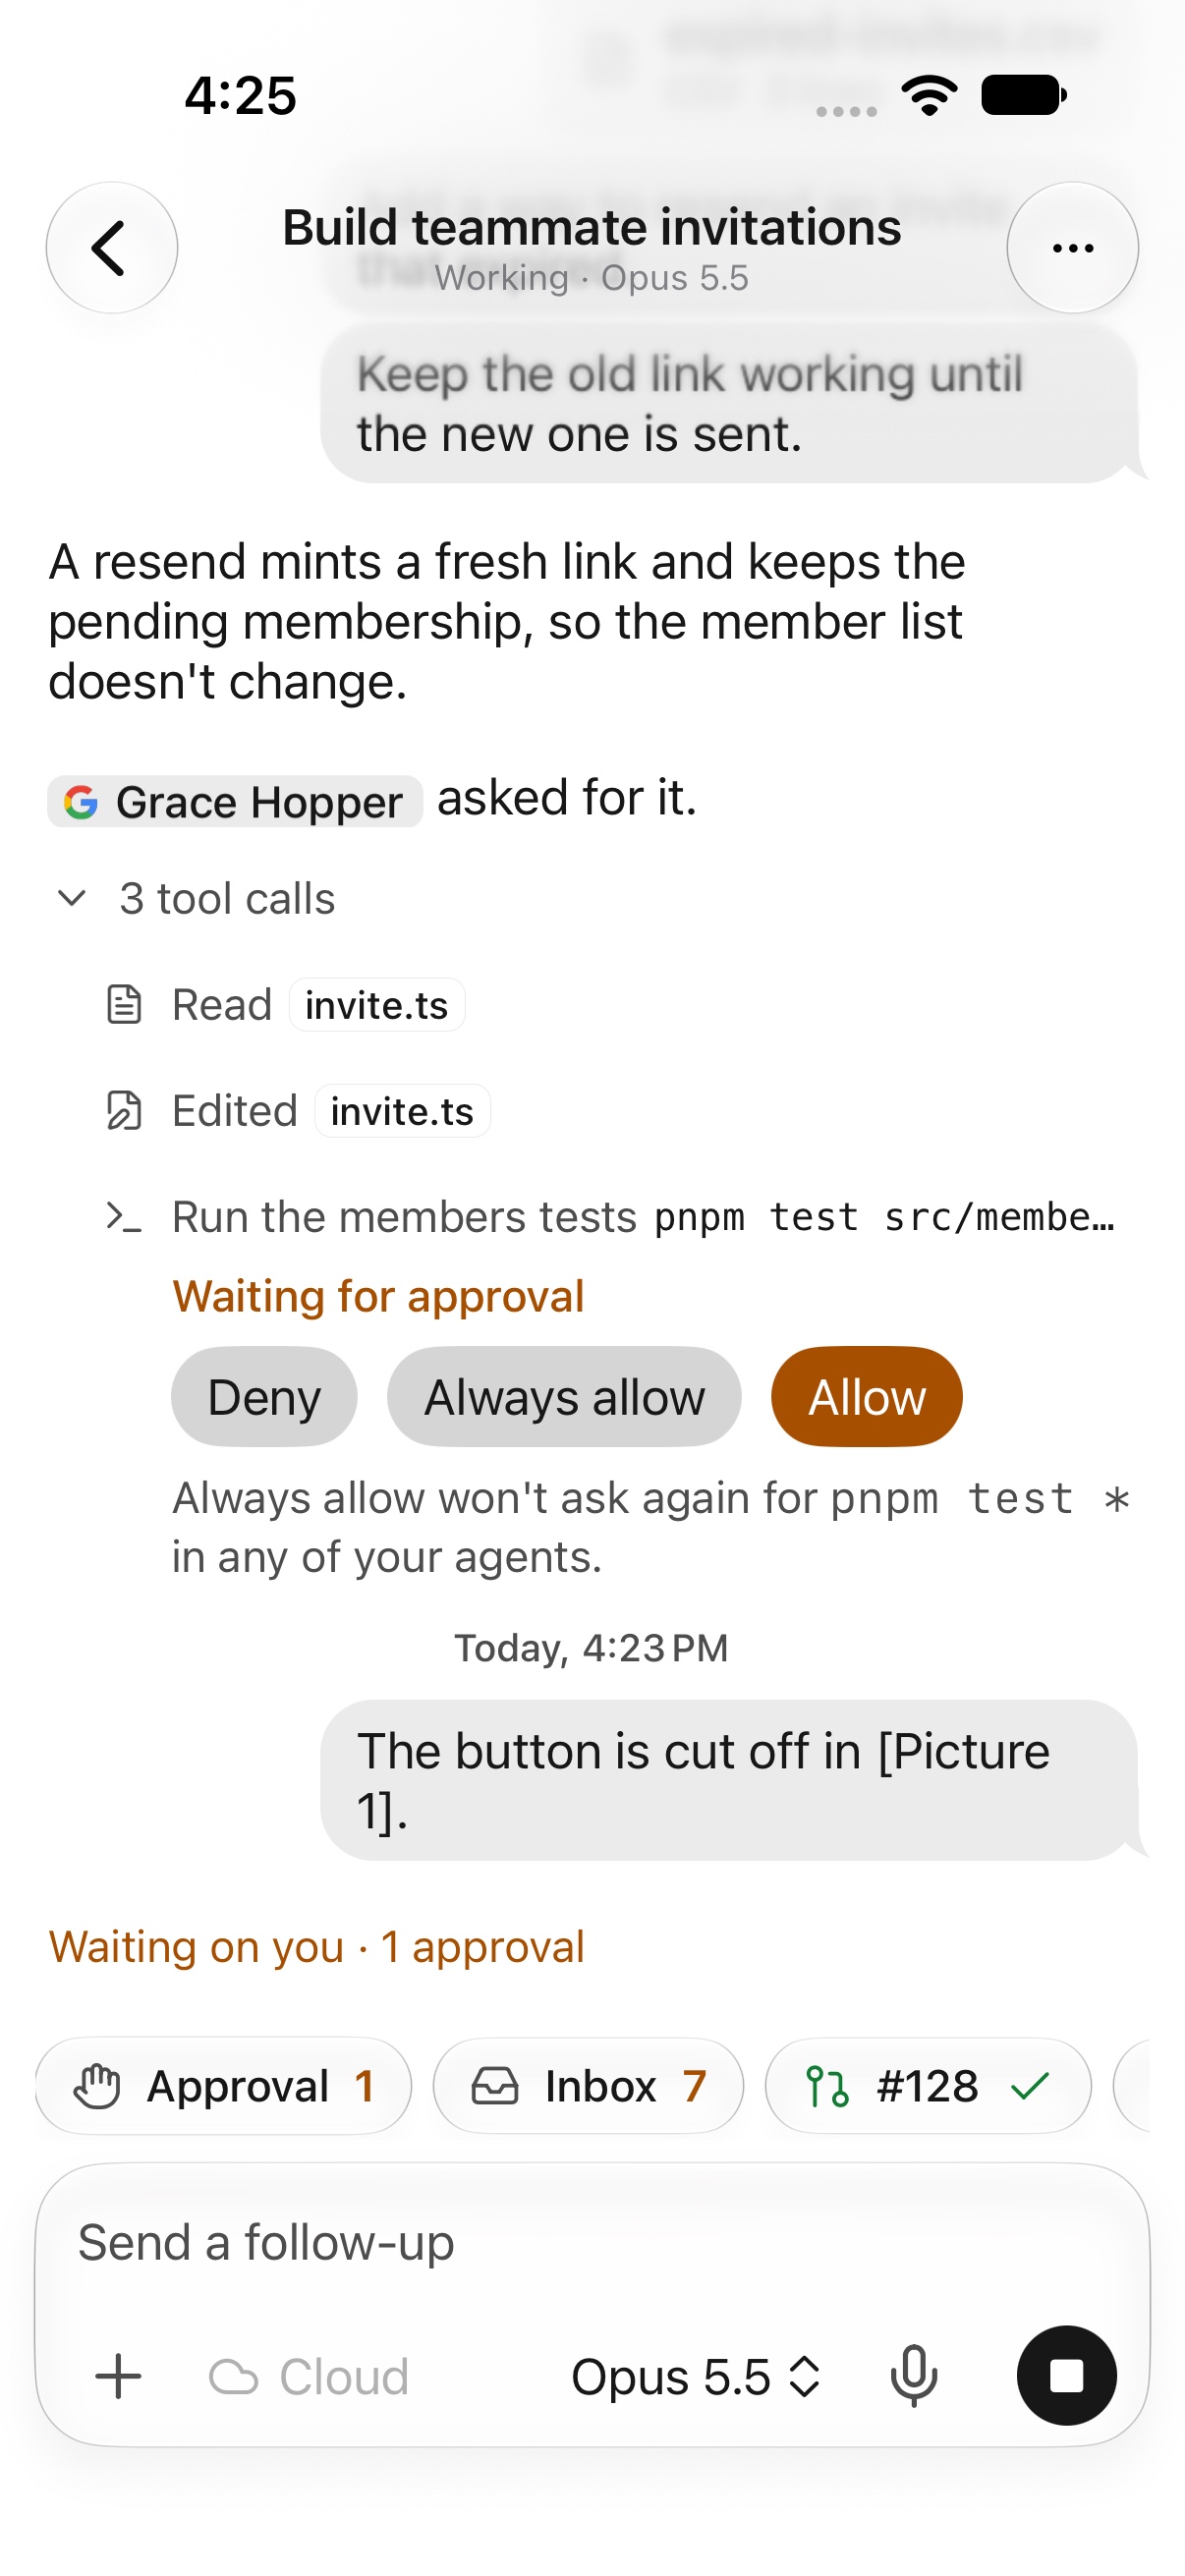 4:25
Build teammate invitations
Working · Opus 5.5
Keep the old link working until
the new one is sent.
A resend mints a fresh link and keeps the
pending membership, so the member list
doesn't change.
Grace Hopper asked for it.
3 tool calls
Read invite.ts
Edited invite.ts
Run the members tests pnpm test src/membe…
Waiting for approval
Deny Always allow Allow
Always allow won't ask again for pnpm test *
in any of your agents.
Today, 4:23 PM
The button is cut off in [Picture
1].
Waiting on you · 1 approval
Approval 1 Inbox 7 #128
Send a follow-up
Cloud Opus 5.5